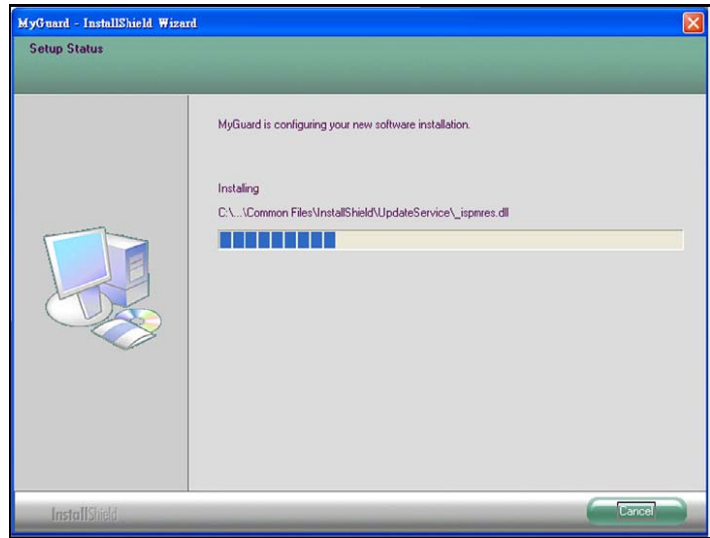 MyGuard - InstallShield Wizard
Setup Status
MyGuard is configuring your new software installation.
Instaling
C:\...\Common Files\InstallShield\UpdateService\_ispmres.dll
InstallShield
Cancel